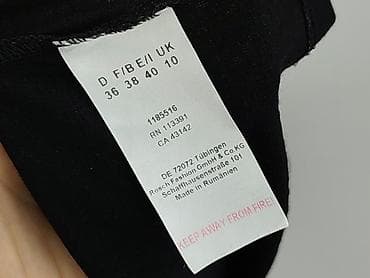 D F/B E/I UK
36 38 40 10
1185516
RN 113391
CA 43142
DE 72072 Tübingen
Rösch Fashion GmbH & Co.KG
Schaffhausenstraße 101
Made in Rumänien
KEEP AWAY FROM FIRE!